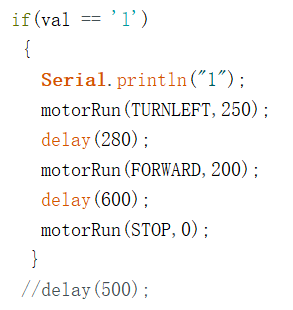 if(val == '1')
{
Serial.println("1");
motorRun(TURNLEFT,250);
delay(280);
motorRun(FORWARD,200);
delay(600);
motorRun(STOP,0);
}
//delay(500);